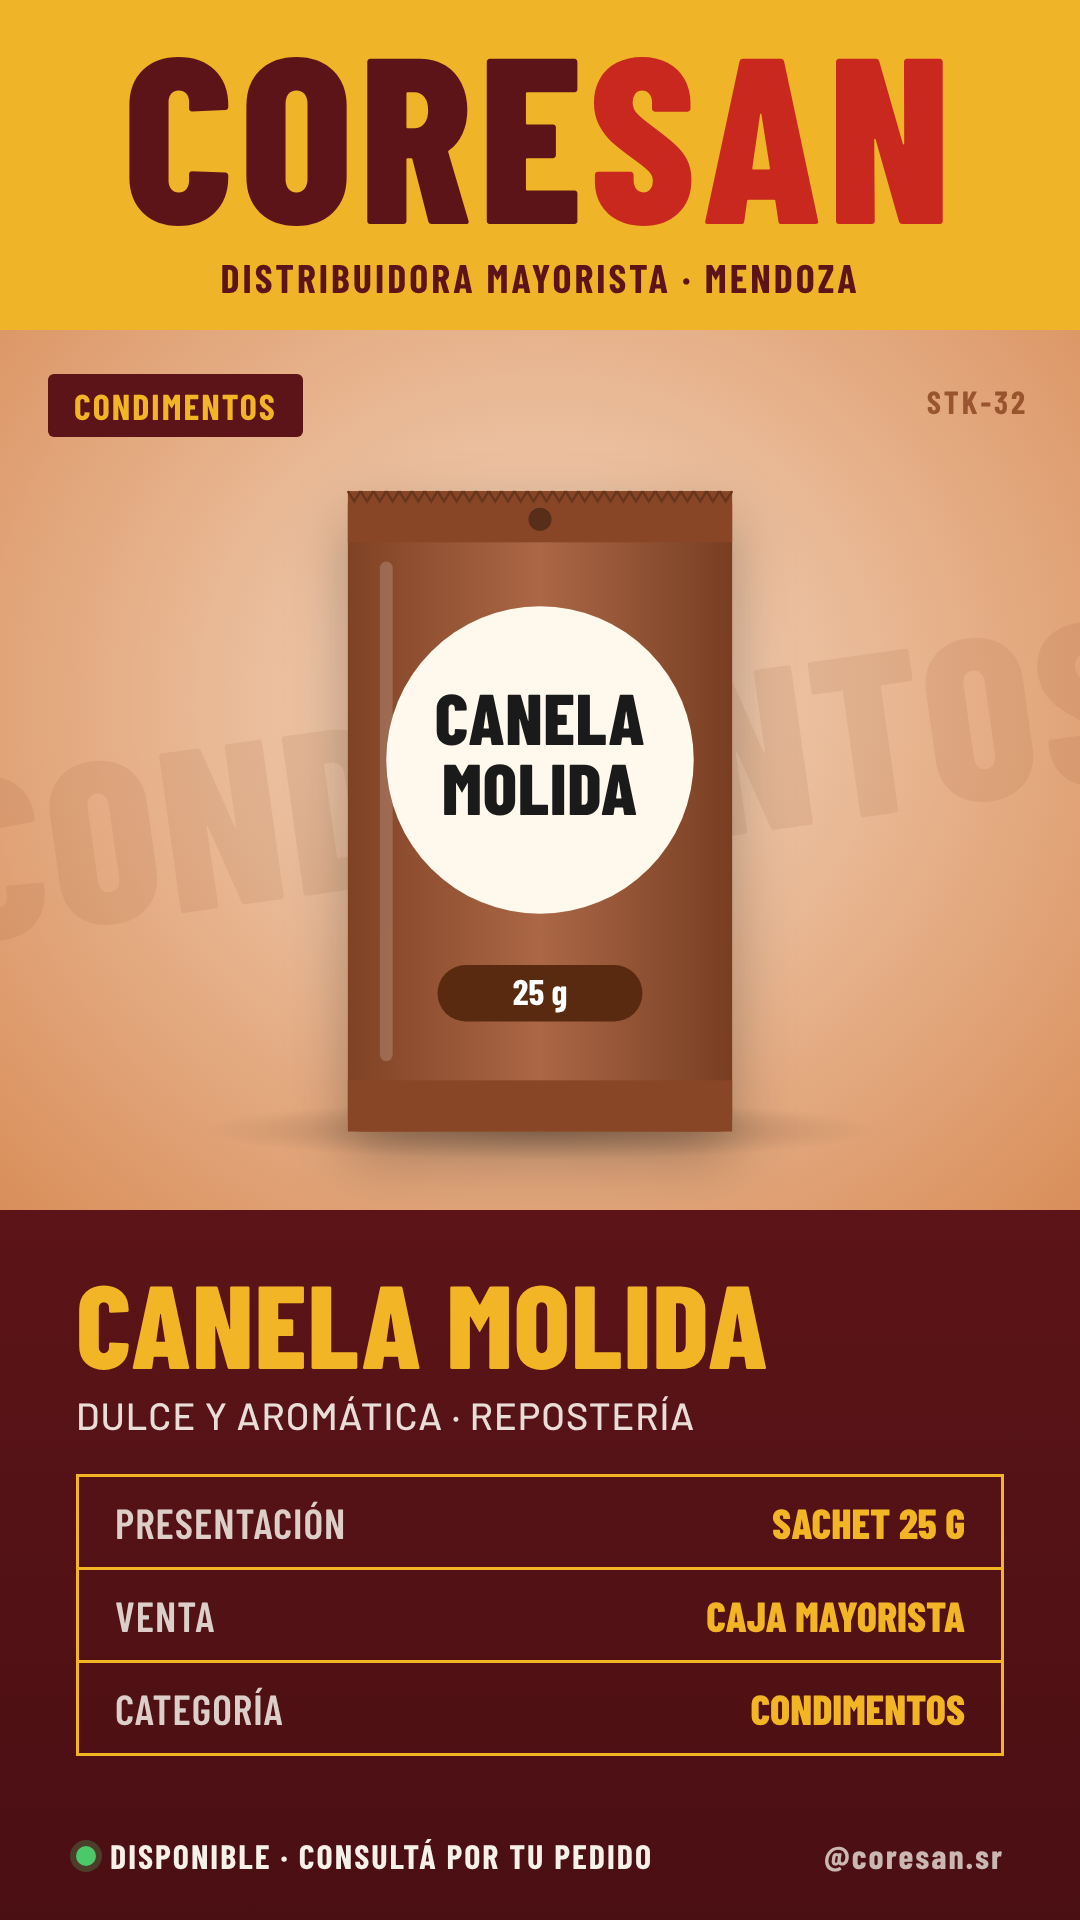 CORESAN
DISTRIBUIDORA MAYORISTA · MENDOZA
CONDIMENTOS
STK-32
CANELA
MOLIDA
25 g
CANELA MOLIDA
DULCE Y AROMÁTICA · REPOSTERÍA
PRESENTACIÓN SACHET 25 G
VENTA CAJA MAYORISTA
CATEGORÍA CONDIMENTOS
DISPONIBLE · CONSULTÁ POR TU PEDIDO @coresan.sr